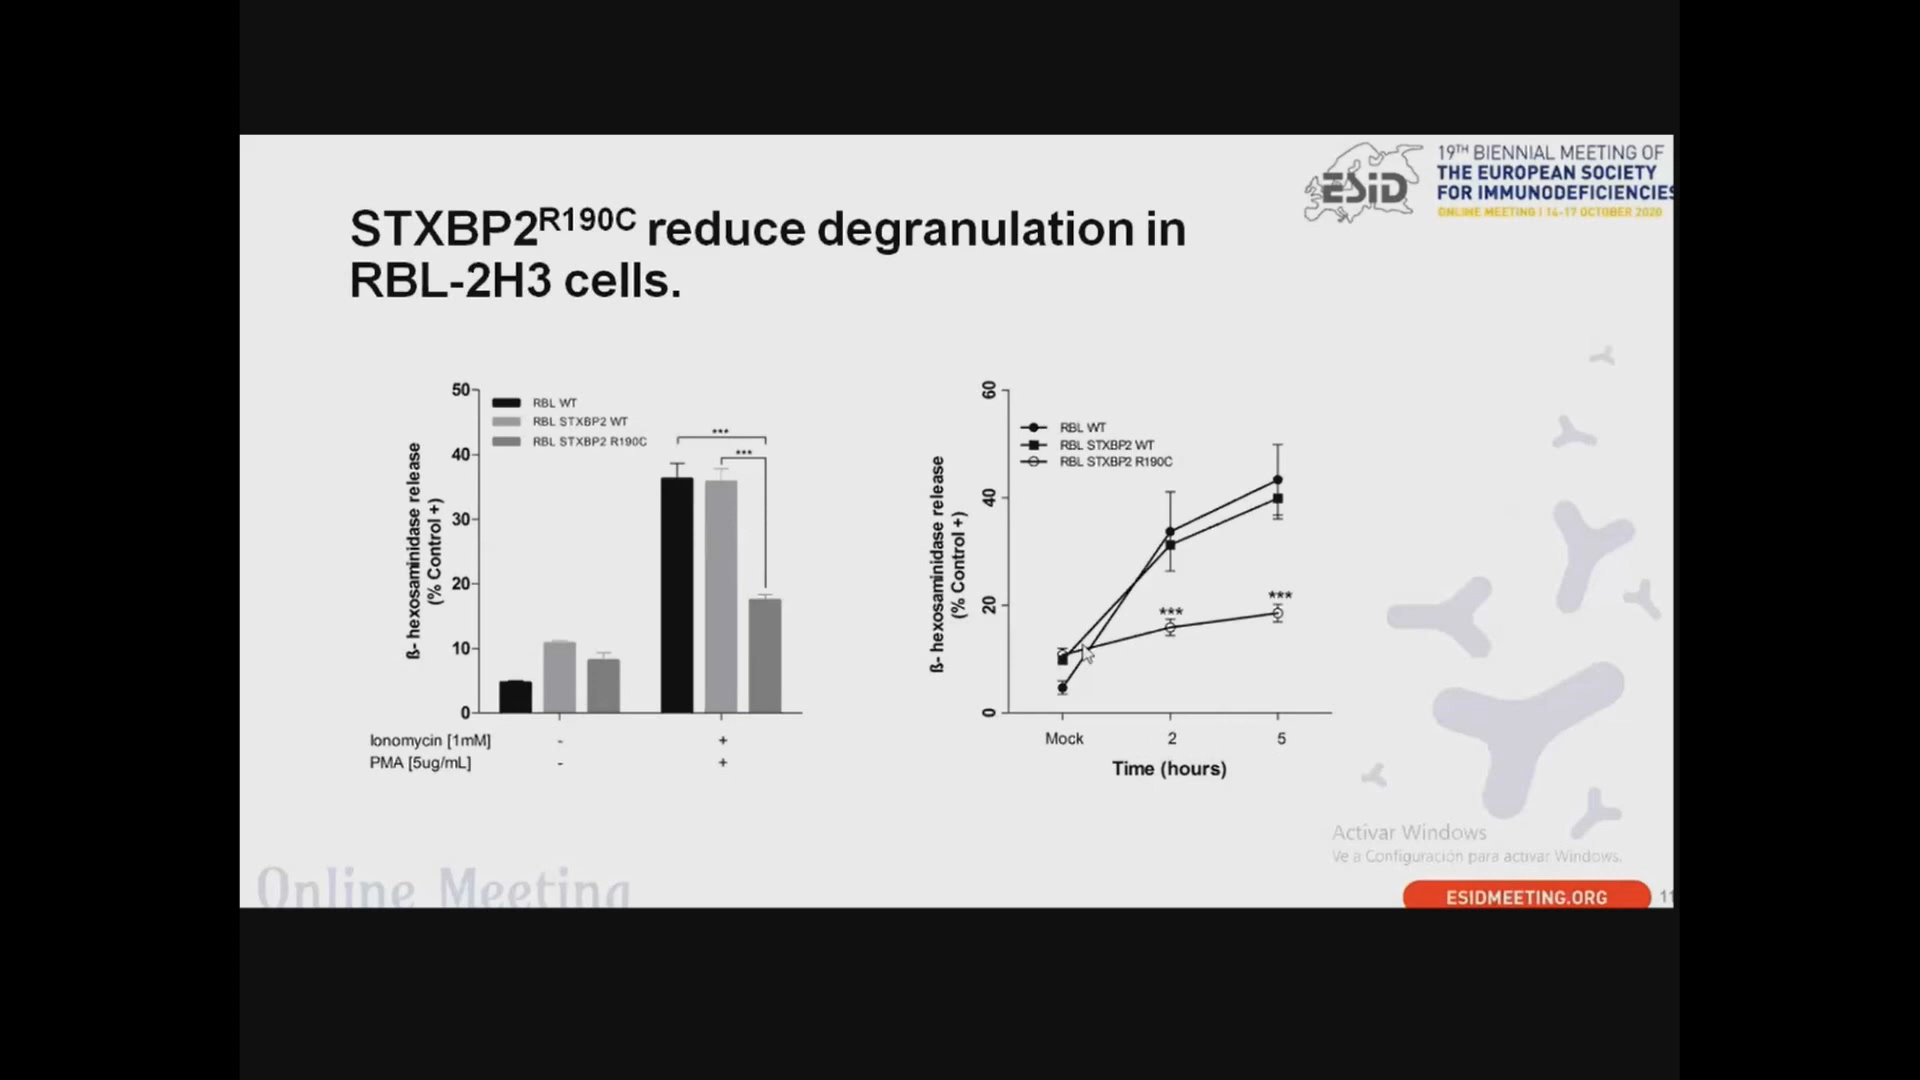 19TH BIENNIAL MEETING OF
THE EUROPEAN SOCIETY
FOR IMMUNODEFICIENCIES
ONLINE MEETING | 14-17 OCTOBER 2020
ESiD
STXBP2R190C reduce degranulation in
RBL-2H3 cells.
ß- hexosaminidase release
(% Control +)
50
40
30
20
10
0
RBL WT
RBL STXBP2 WT
RBL STXBP2 R190C
***
***
Ionomycin [1mM] - +
PMA [5ug/mL] - +
ß- hexosaminidase release
(% Control +)
60
40
20
0
RBL WT
RBL STXBP2 WT
RBL STXBP2 R190C
***
***
Mock 2 5
Time (hours)
Activar Windows
Ve a Configuración para activar Windows.
Online Meeting
ESIDMEETING.ORG
11